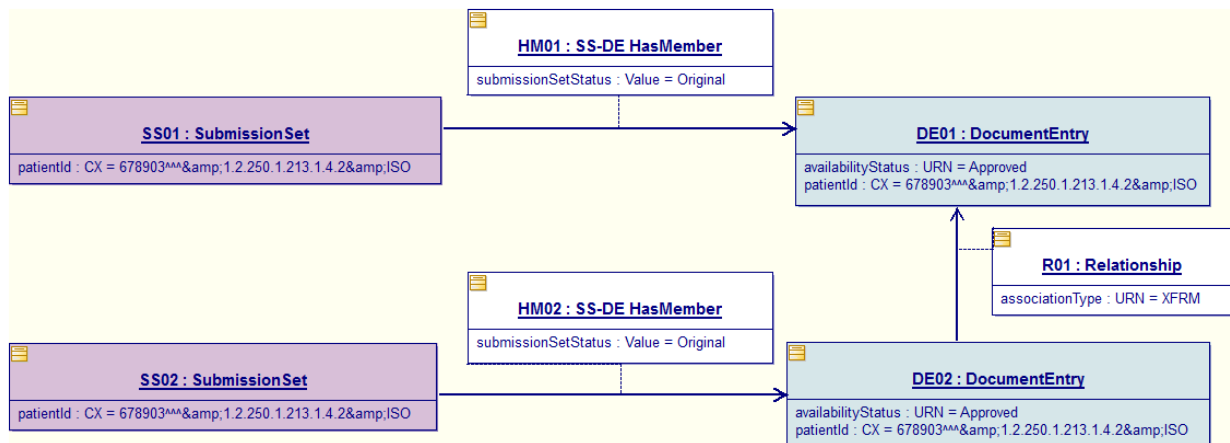 HM01 : SS-DE HasMember
submissionSetStatus : Value = Original
SS01 : SubmissionSet
patientId : CX = 678903^^^&amp;1.2.250.1.213.1.4.2&amp;ISO
DE01 : DocumentEntry
availabilityStatus : URN = Approved
patientId : CX = 678903^^^&amp;1.2.250.1.213.1.4.2&amp;ISO
R01 : Relationship
associationType : URN = XFRM
HM02 : SS-DE HasMember
submissionSetStatus : Value = Original
SS02 : SubmissionSet
patientId : CX = 678903^^^&amp;1.2.250.1.213.1.4.2&amp;ISO
DE02 : DocumentEntry
availabilityStatus : URN = Approved
patientId : CX = 678903^^^&amp;1.2.250.1.213.1.4.2&amp;ISO